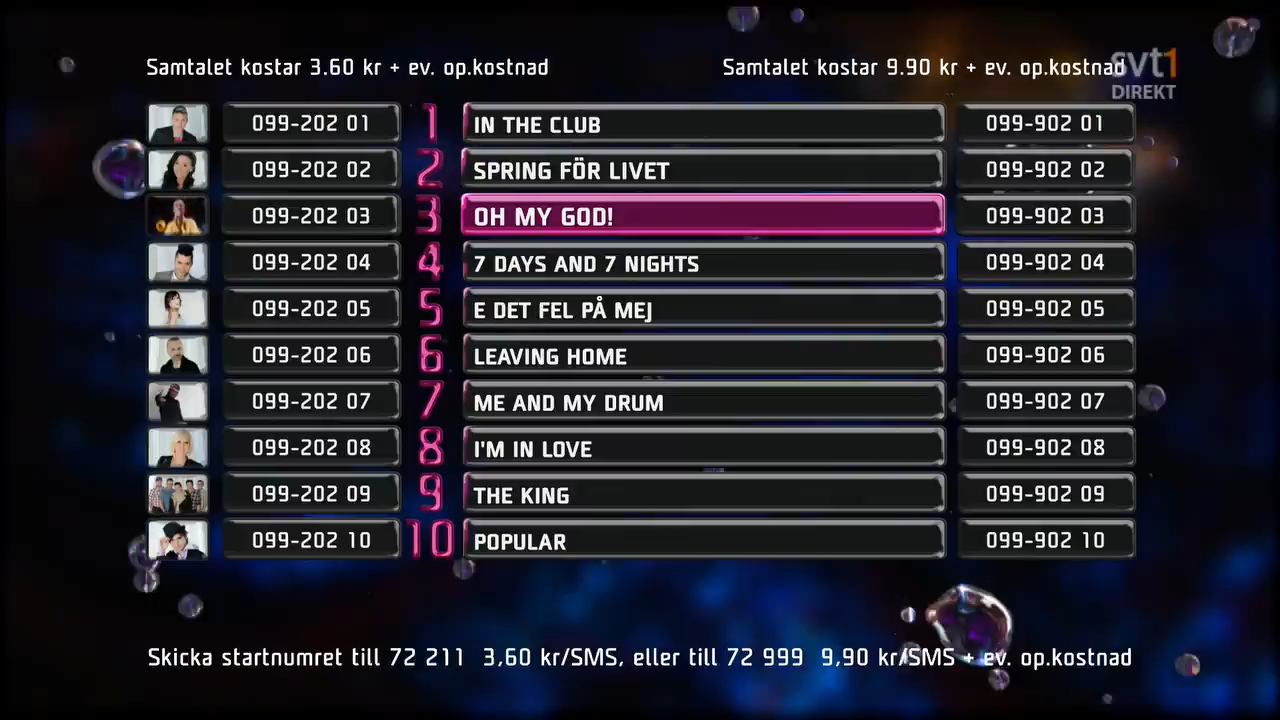 Samtalet kostar 3.60 kr + ev. op.kostnad Samtalet kostar 9.90 kr + ev. op.kostnad
svt1
DIREKT
099-202 01 1 IN THE CLUB 099-902 01
099-202 02 2 SPRING FÖR LIVET 099-902 02
099-202 03 3 OH MY GOD! 099-902 03
099-202 04 4 7 DAYS AND 7 NIGHTS 099-902 04
099-202 05 5 E DET FEL PÅ MEJ 099-902 05
099-202 06 6 LEAVING HOME 099-902 06
099-202 07 7 ME AND MY DRUM 099-902 07
099-202 08 8 I'M IN LOVE 099-902 08
099-202 09 9 THE KING 099-902 09
099-202 10 10 POPULAR 099-902 10
Skicka startnumret till 72 211 3,60 kr/SMS, eller till 72 999 9,90 kr/SMS + ev. op.kostnad